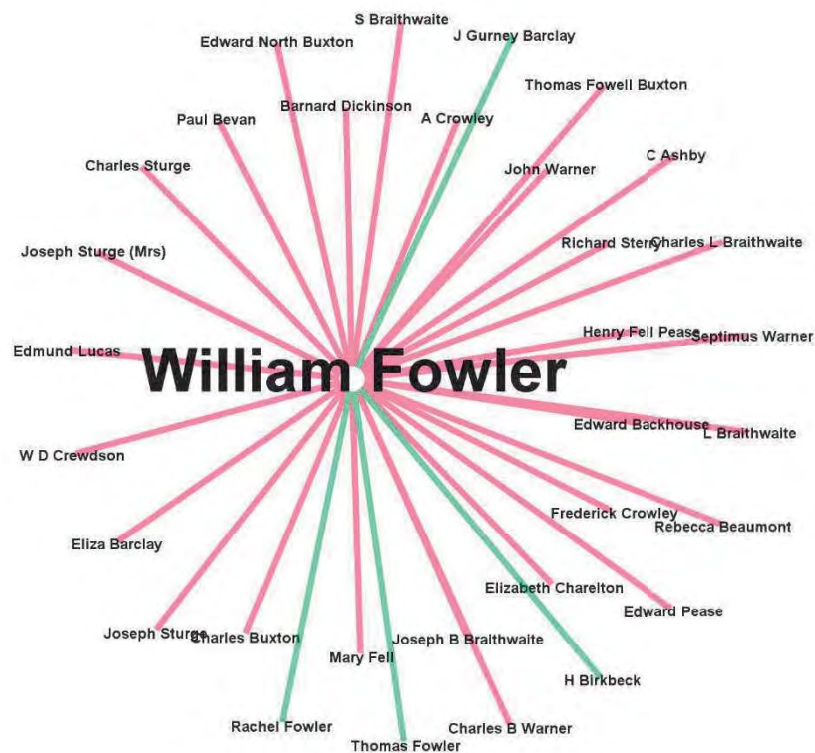 S Braithwaite
J Gurney Barclay
Edward North Buxton
Thomas Fowell Buxton
Barnard Dickinson
Paul Bevan
A Crowley
C Ashby
Charles Sturge
John Warner
Richard Sterry
Charles L Braithwaite
Joseph Sturge (Mrs)
Henry Fell Pease
Septimus Warner
Edmund Lucas
William Fowler
Edward Backhouse
L Braithwaite
W D Crewdson
Frederick Crowley
Rebecca Beaumont
Eliza Barclay
Elizabeth Charelton
Edward Pease
Joseph Sturge
Charles Buxton
Joseph B Braithwaite
Mary Fell
H Birkbeck
Rachel Fowler
Charles B Warner
Thomas Fowler